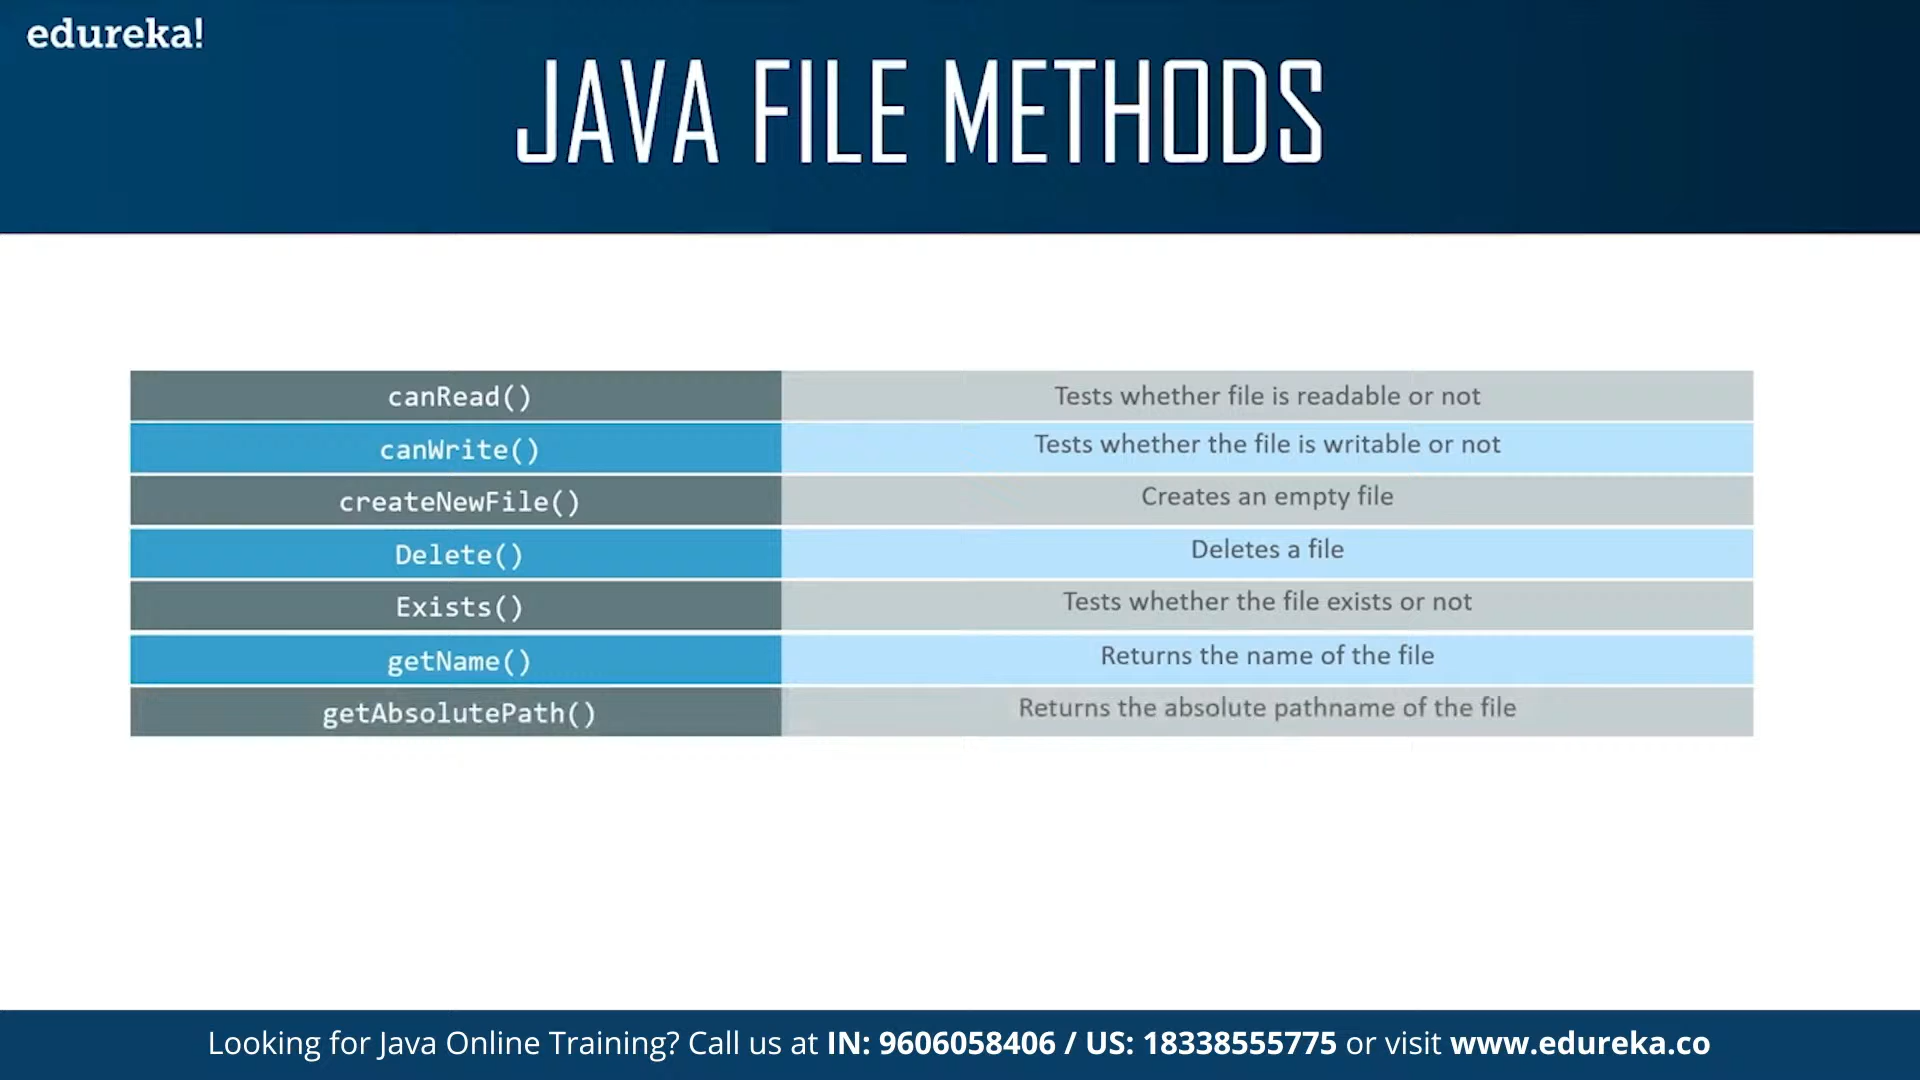 edureka!
JAVA FILE METHODS
canRead() Tests whether file is readable or not
canWrite() Tests whether the file is writable or not
createNewFile() Creates an empty file
Delete() Deletes a file
Exists() Tests whether the file exists or not
getName() Returns the name of the file
getAbsolutePath() Returns the absolute pathname of the file
Looking for Java Online Training? Call us at IN: 9606058406 / US: 18338555775 or visit www.edureka.co